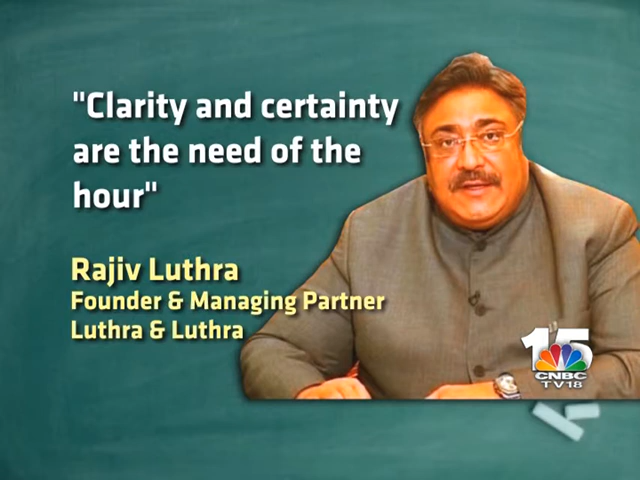 "Clarity and certainty
are the need of the
hour"
Rajiv Luthra
Founder & Managing Partner
Luthra & Luthra
15
CNBC
TV18